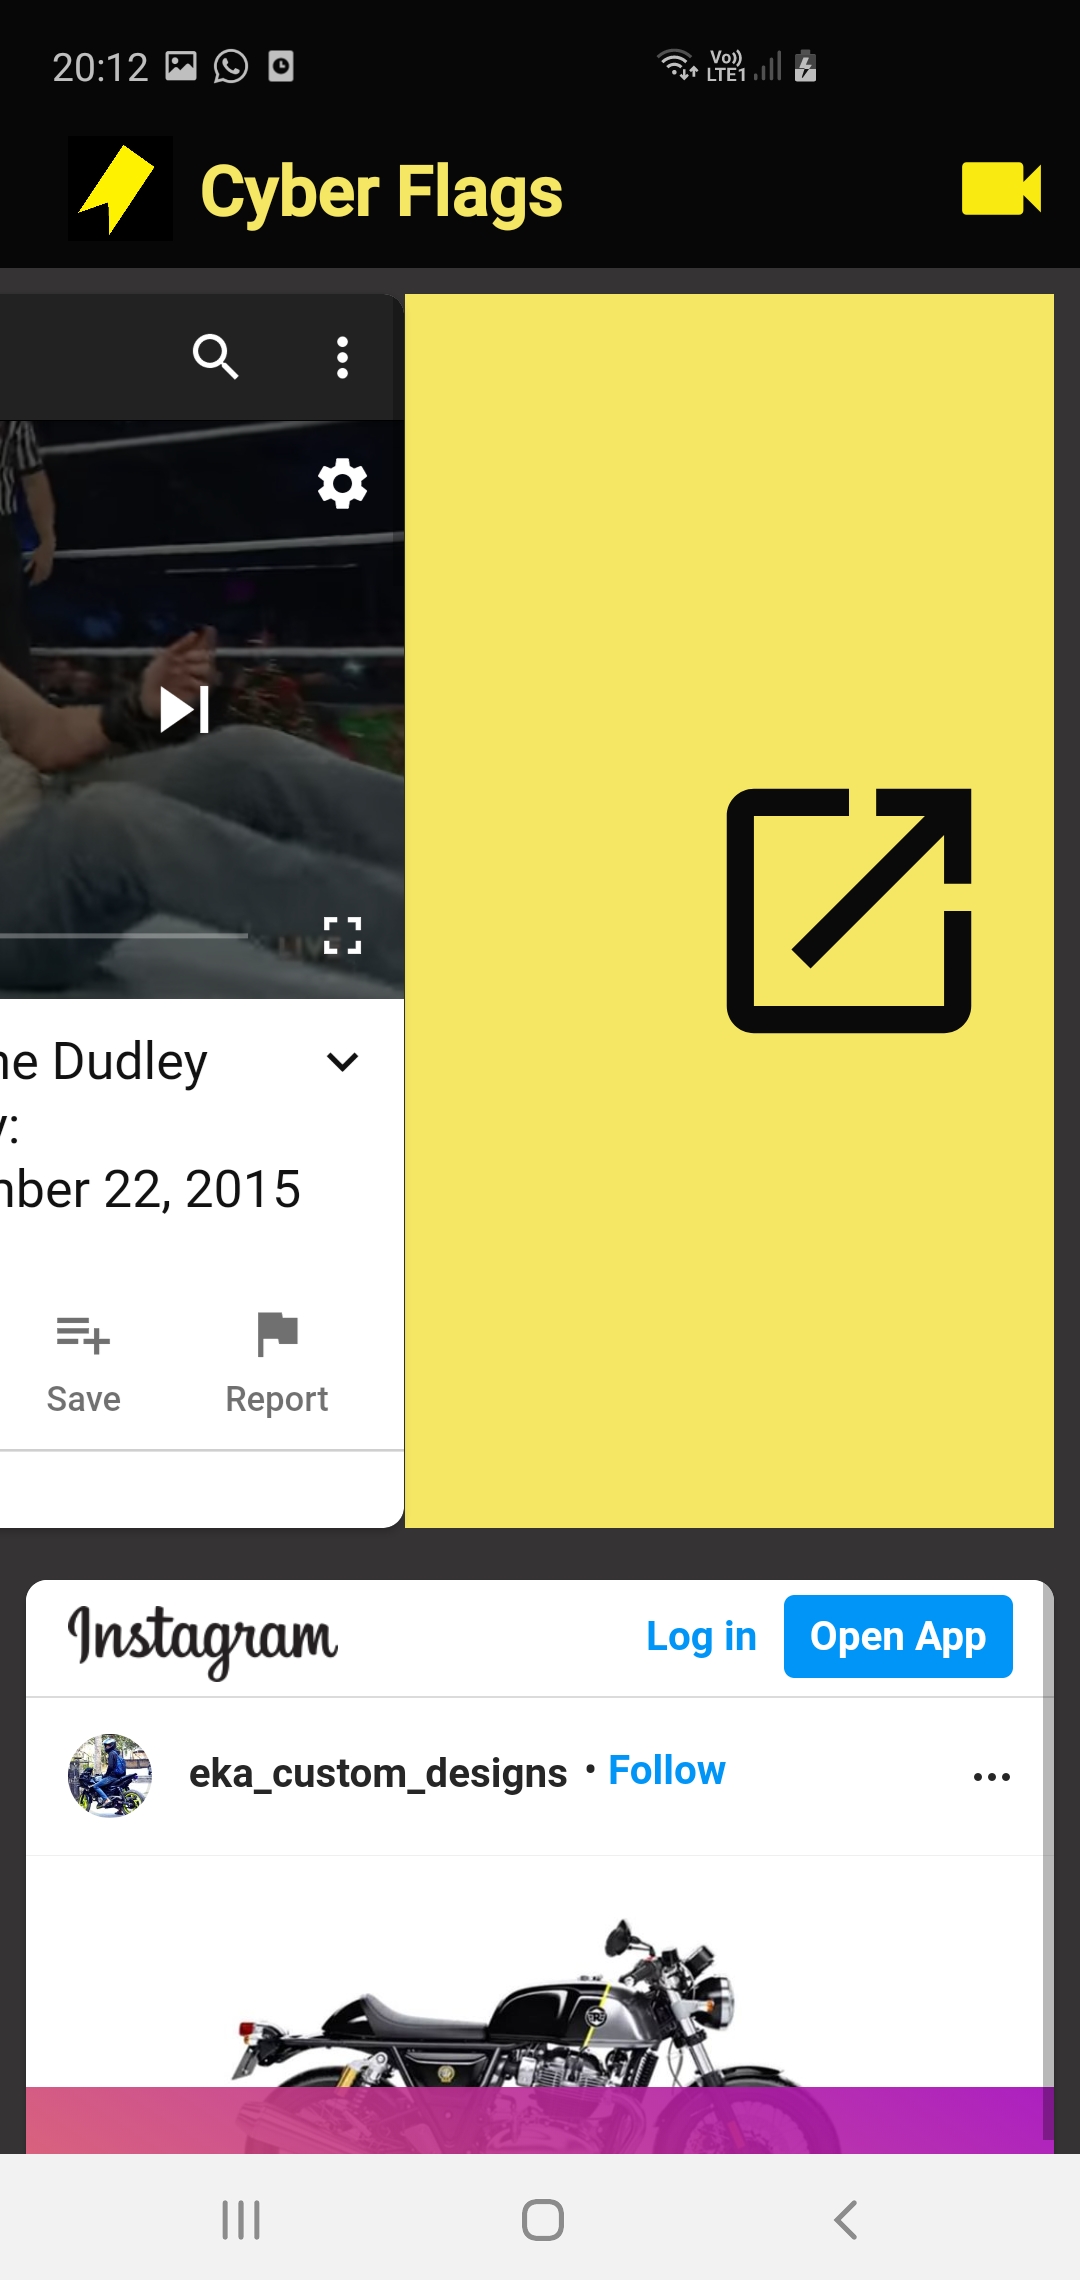 20:12
Vo))
LTE1
Cyber Flags
LIVE
ne Dudley
y:
nber 22, 2015
Save
Report
Instagram
Log in
Open App
eka_custom_designs • Follow